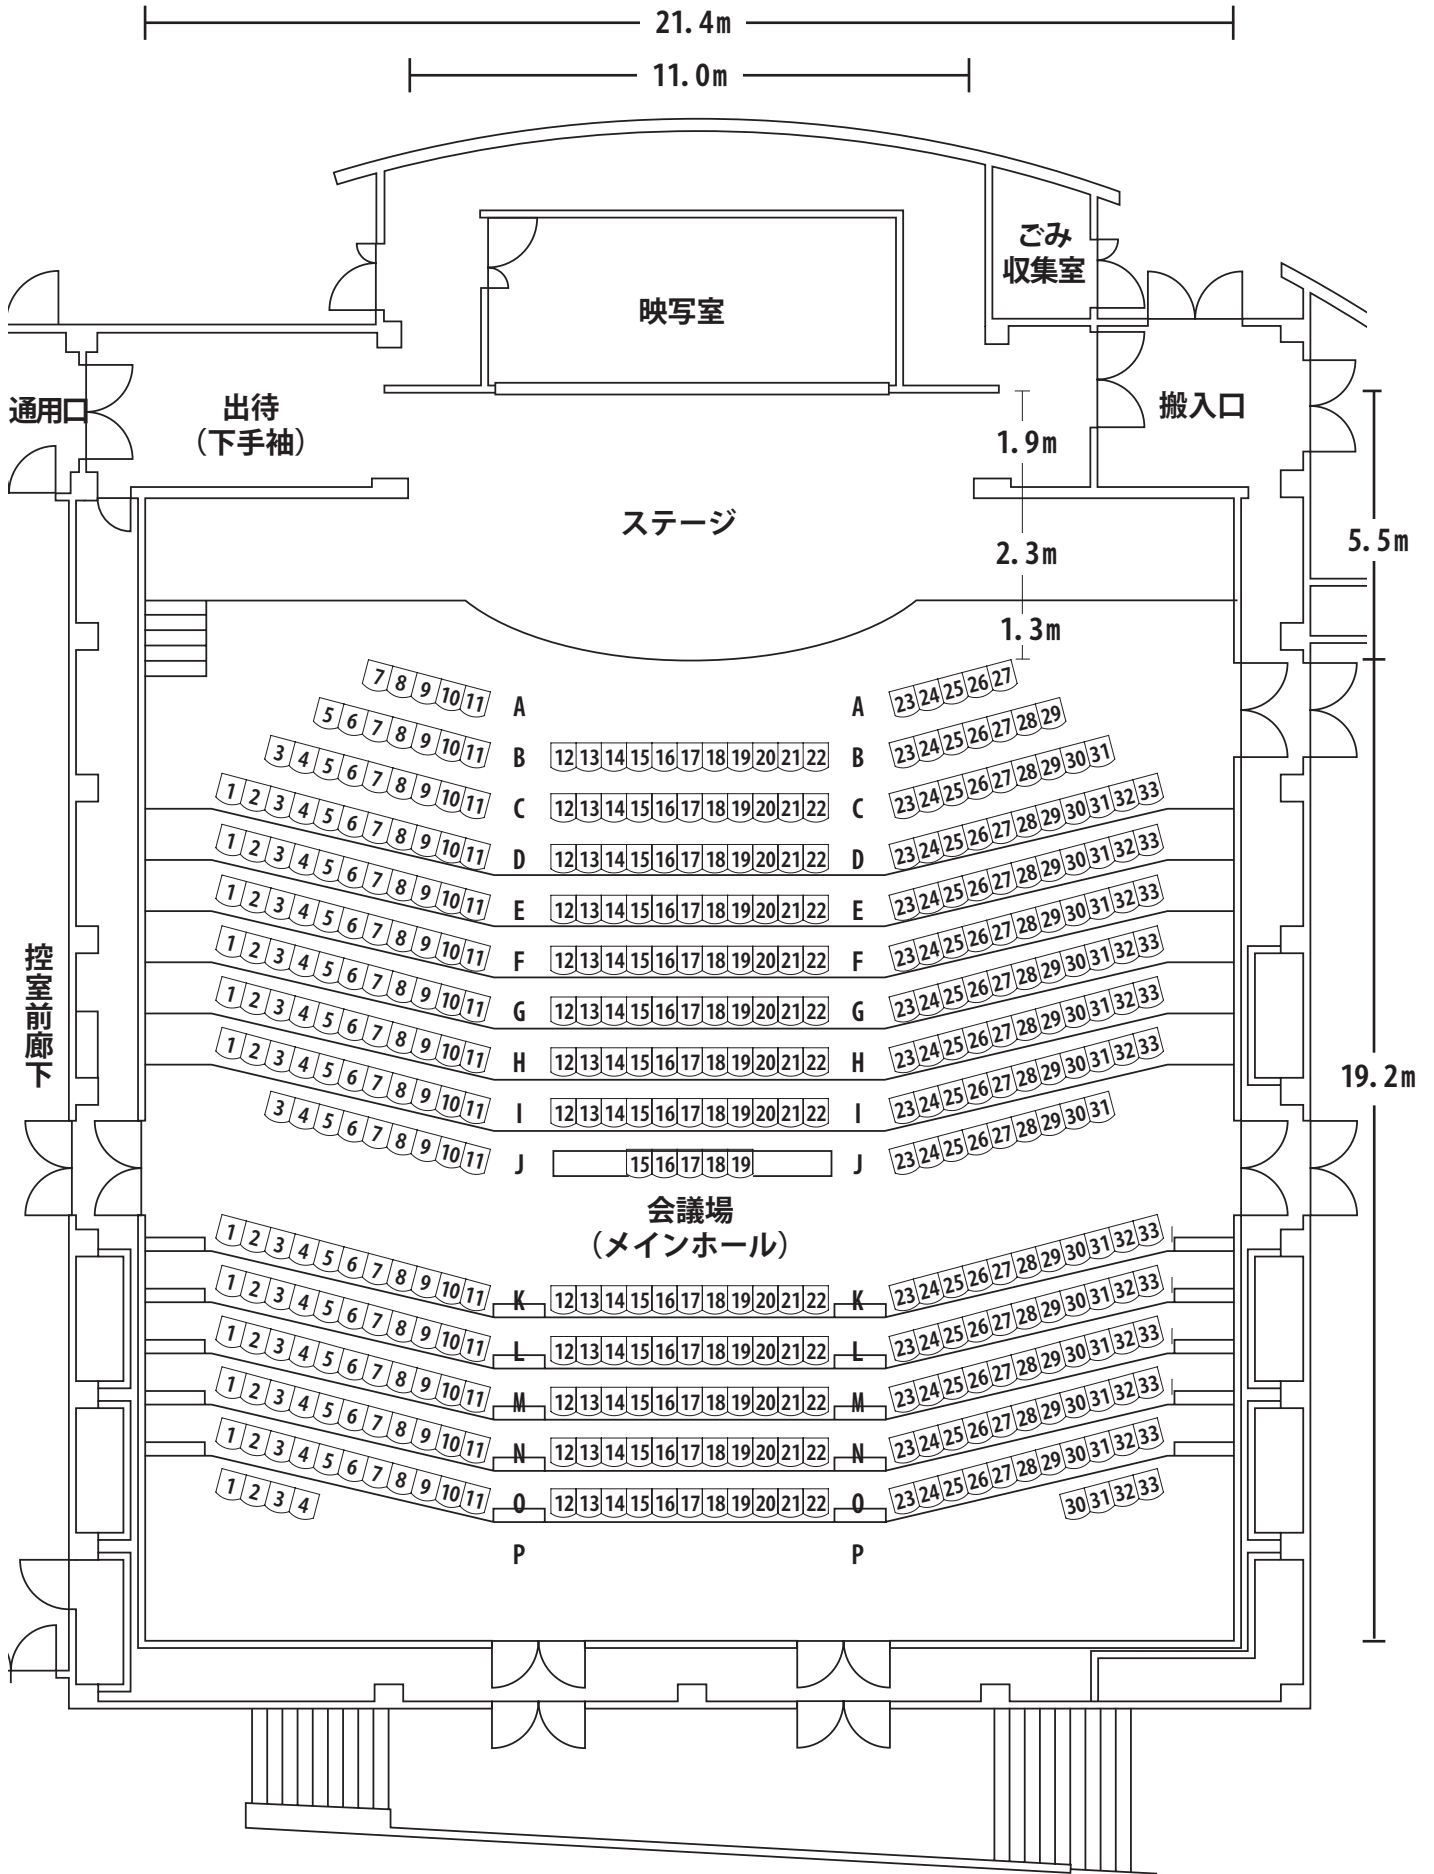 21.4m
11.0m
ごみ
収集室
映写室
通用口
出待
（下手袖）
搬入口
1.9m
ステージ
2.3m
5.5m
1.3m
7 8 9 10 11 A A 23 24 25 26 27
5 6 7 8 9 10 11 B 12 13 14 15 16 17 18 19 20 21 22 B 23 24 25 26 27 28 29
3 4 5 6 7 8 9 10 11 C 12 13 14 15 16 17 18 19 20 21 22 C 23 24 25 26 27 28 29 30 31
1 2 3 4 5 6 7 8 9 10 11 D 12 13 14 15 16 17 18 19 20 21 22 D 23 24 25 26 27 28 29 30 31 32 33
1 2 3 4 5 6 7 8 9 10 11 E 12 13 14 15 16 17 18 19 20 21 22 E 23 24 25 26 27 28 29 30 31 32 33
1 2 3 4 5 6 7 8 9 10 11 F 12 13 14 15 16 17 18 19 20 21 22 F 23 24 25 26 27 28 29 30 31 32 33
1 2 3 4 5 6 7 8 9 10 11 G 12 13 14 15 16 17 18 19 20 21 22 G 23 24 25 26 27 28 29 30 31 32 33
控室前廊下
1 2 3 4 5 6 7 8 9 10 11 H 12 13 14 15 16 17 18 19 20 21 22 H 23 24 25 26 27 28 29 30 31 32 33
19.2m
1 2 3 4 5 6 7 8 9 10 11 I 12 13 14 15 16 17 18 19 20 21 22 I 23 24 25 26 27 28 29 30 31 32 33
3 4 5 6 7 8 9 10 11 J 15 16 17 18 19 J 23 24 25 26 27 28 29 30 31
会議場
（メインホール）
1 2 3 4 5 6 7 8 9 10 11 K 12 13 14 15 16 17 18 19 20 21 22 K 23 24 25 26 27 28 29 30 31 32 33
1 2 3 4 5 6 7 8 9 10 11 L 12 13 14 15 16 17 18 19 20 21 22 L 23 24 25 26 27 28 29 30 31 32 33
1 2 3 4 5 6 7 8 9 10 11 M 12 13 14 15 16 17 18 19 20 21 22 M 23 24 25 26 27 28 29 30 31 32 33
1 2 3 4 5 6 7 8 9 10 11 N 12 13 14 15 16 17 18 19 20 21 22 N 23 24 25 26 27 28 29 30 31 32 33
1 2 3 4 5 6 7 8 9 10 11 O 12 13 14 15 16 17 18 19 20 21 22 O 23 24 25 26 27 28 29 30 31 32 33
1 2 3 4 P P 30 31 32 33